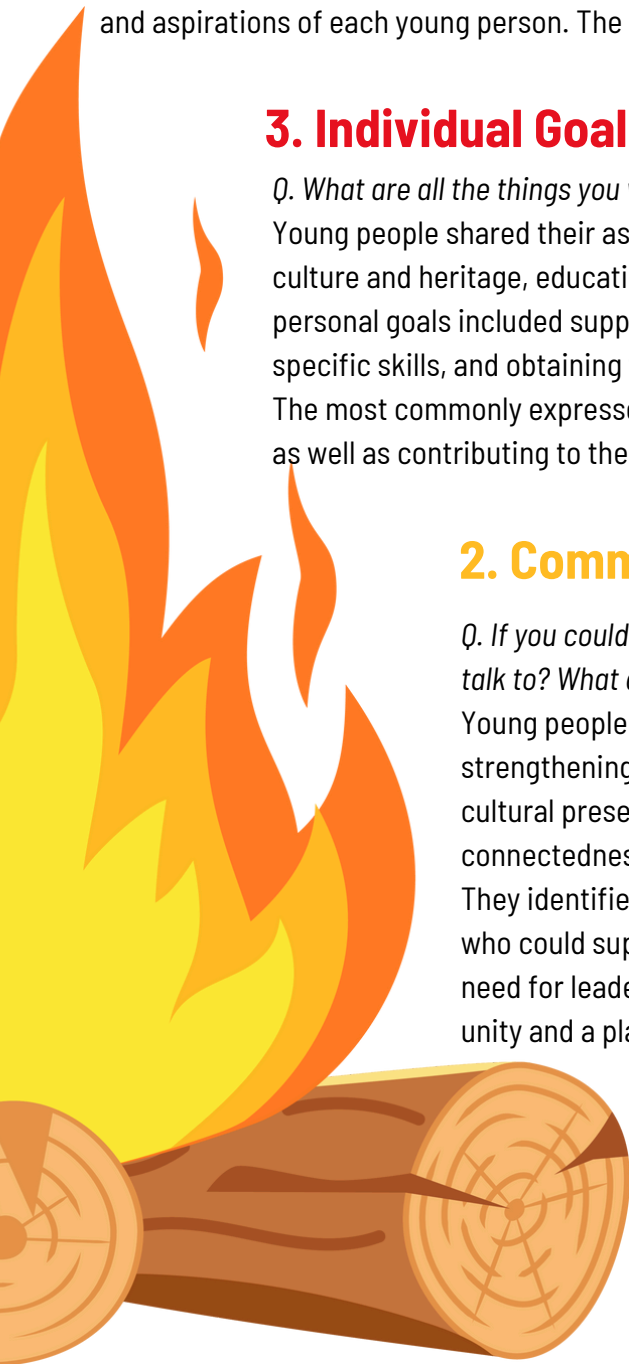 and aspirations of each young person. The
3. Individual Goal
Q. What are all the things you
Young people shared their as
culture and heritage, educati
personal goals included supp
specific skills, and obtaining
The most commonly express
as well as contributing to the
2. Comm
Q. If you could
talk to? What
Young people
strengthening
cultural prese
connectednes
They identifie
who could sup
need for leade
unity and a pla